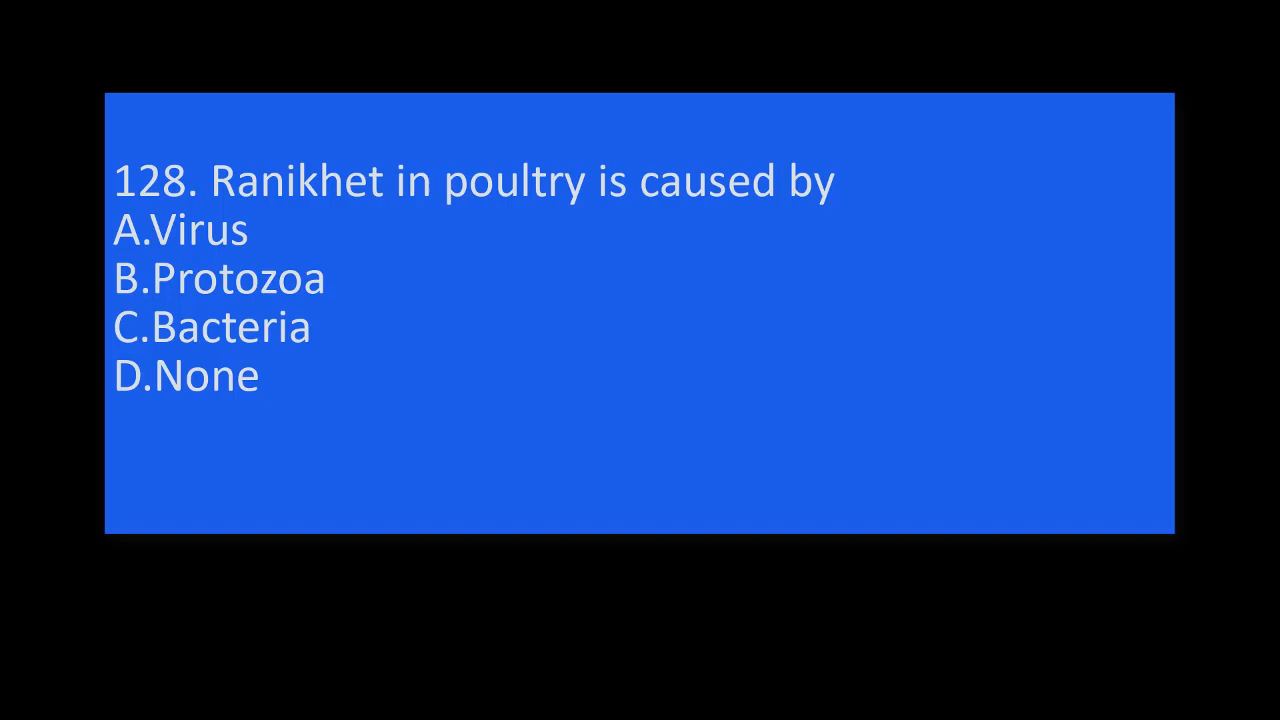 128. Ranikhet in poultry is caused by
A.Virus
B.Protozoa
C.Bacteria
D.None